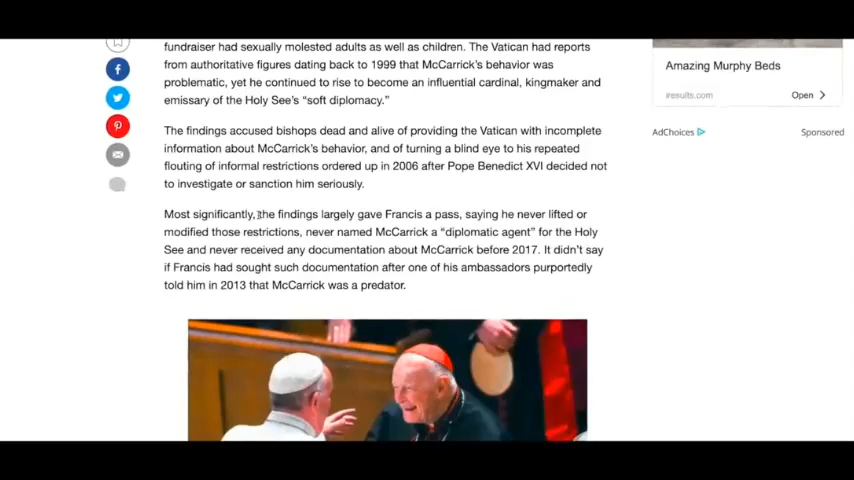 fundraiser had sexually molested adults as well as children. The Vatican had reports
from authoritative figures dating back to 1999 that McCarrick's behavior was
problematic, yet he continued to rise to become an influential cardinal, kingmaker and
emissary of the Holy See's "soft diplomacy."
The findings accused bishops dead and alive of providing the Vatican with incomplete
information about McCarrick's behavior, and of turning a blind eye to his repeated
flouting of informal restrictions ordered up in 2006 after Pope Benedict XVI decided not
to investigate or sanction him seriously.
Most significantly, the findings largely gave Francis a pass, saying he never lifted or
modified those restrictions, never named McCarrick a "diplomatic agent" for the Holy
See and never received any documentation about McCarrick before 2017. It didn't say
if Francis had sought such documentation after one of his ambassadors purportedly
told him in 2013 that McCarrick was a predator.
Amazing Murphy Beds
iresults.com
Open
AdChoices
Sponsored